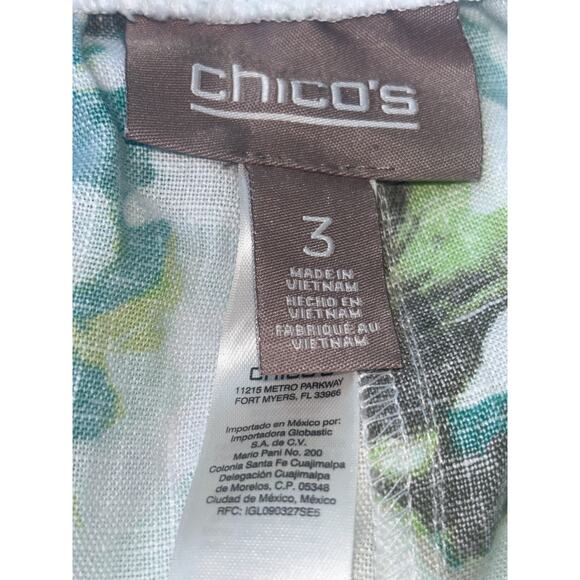 chico's
3
MADE IN
VIETNAM
HECHO EN
VIETNAM
FABRIQUÉ AU
VIETNAM
CHICO'S
11215 METRO PARKWAY
FORT MYERS, FL 33966
Importado en México por:
Importadora Globastic
S.A. de C.V.
Mario Pani No. 200
Colonia Santa Fe Cuajimalpa
Delegación Cuajimalpa
de Morelos, C.P. 05348
Ciudad de México, México
RFC: IGL090327SE5